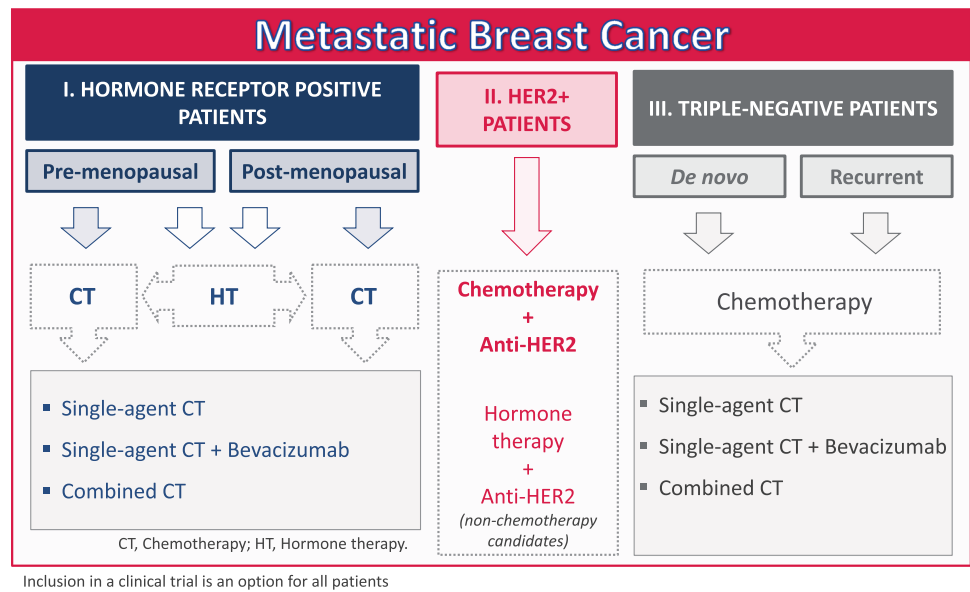 Metastatic Breast Cancer
I. HORMONE RECEPTOR POSITIVE
PATIENTS
Pre-menopausal
Post-menopausal
CT
HT
CT
▪ Single-agent CT
▪ Single-agent CT + Bevacizumab
▪ Combined CT
CT, Chemotherapy; HT, Hormone therapy.
II. HER2+
PATIENTS
Chemotherapy
+
Anti-HER2
Hormone
therapy
+
Anti-HER2
(non-chemotherapy
candidates)
III. TRIPLE-NEGATIVE PATIENTS
De novo
Recurrent
Chemotherapy
▪ Single-agent CT
▪ Single-agent CT + Bevacizumab
▪ Combined CT
Inclusion in a clinical trial is an option for all patients